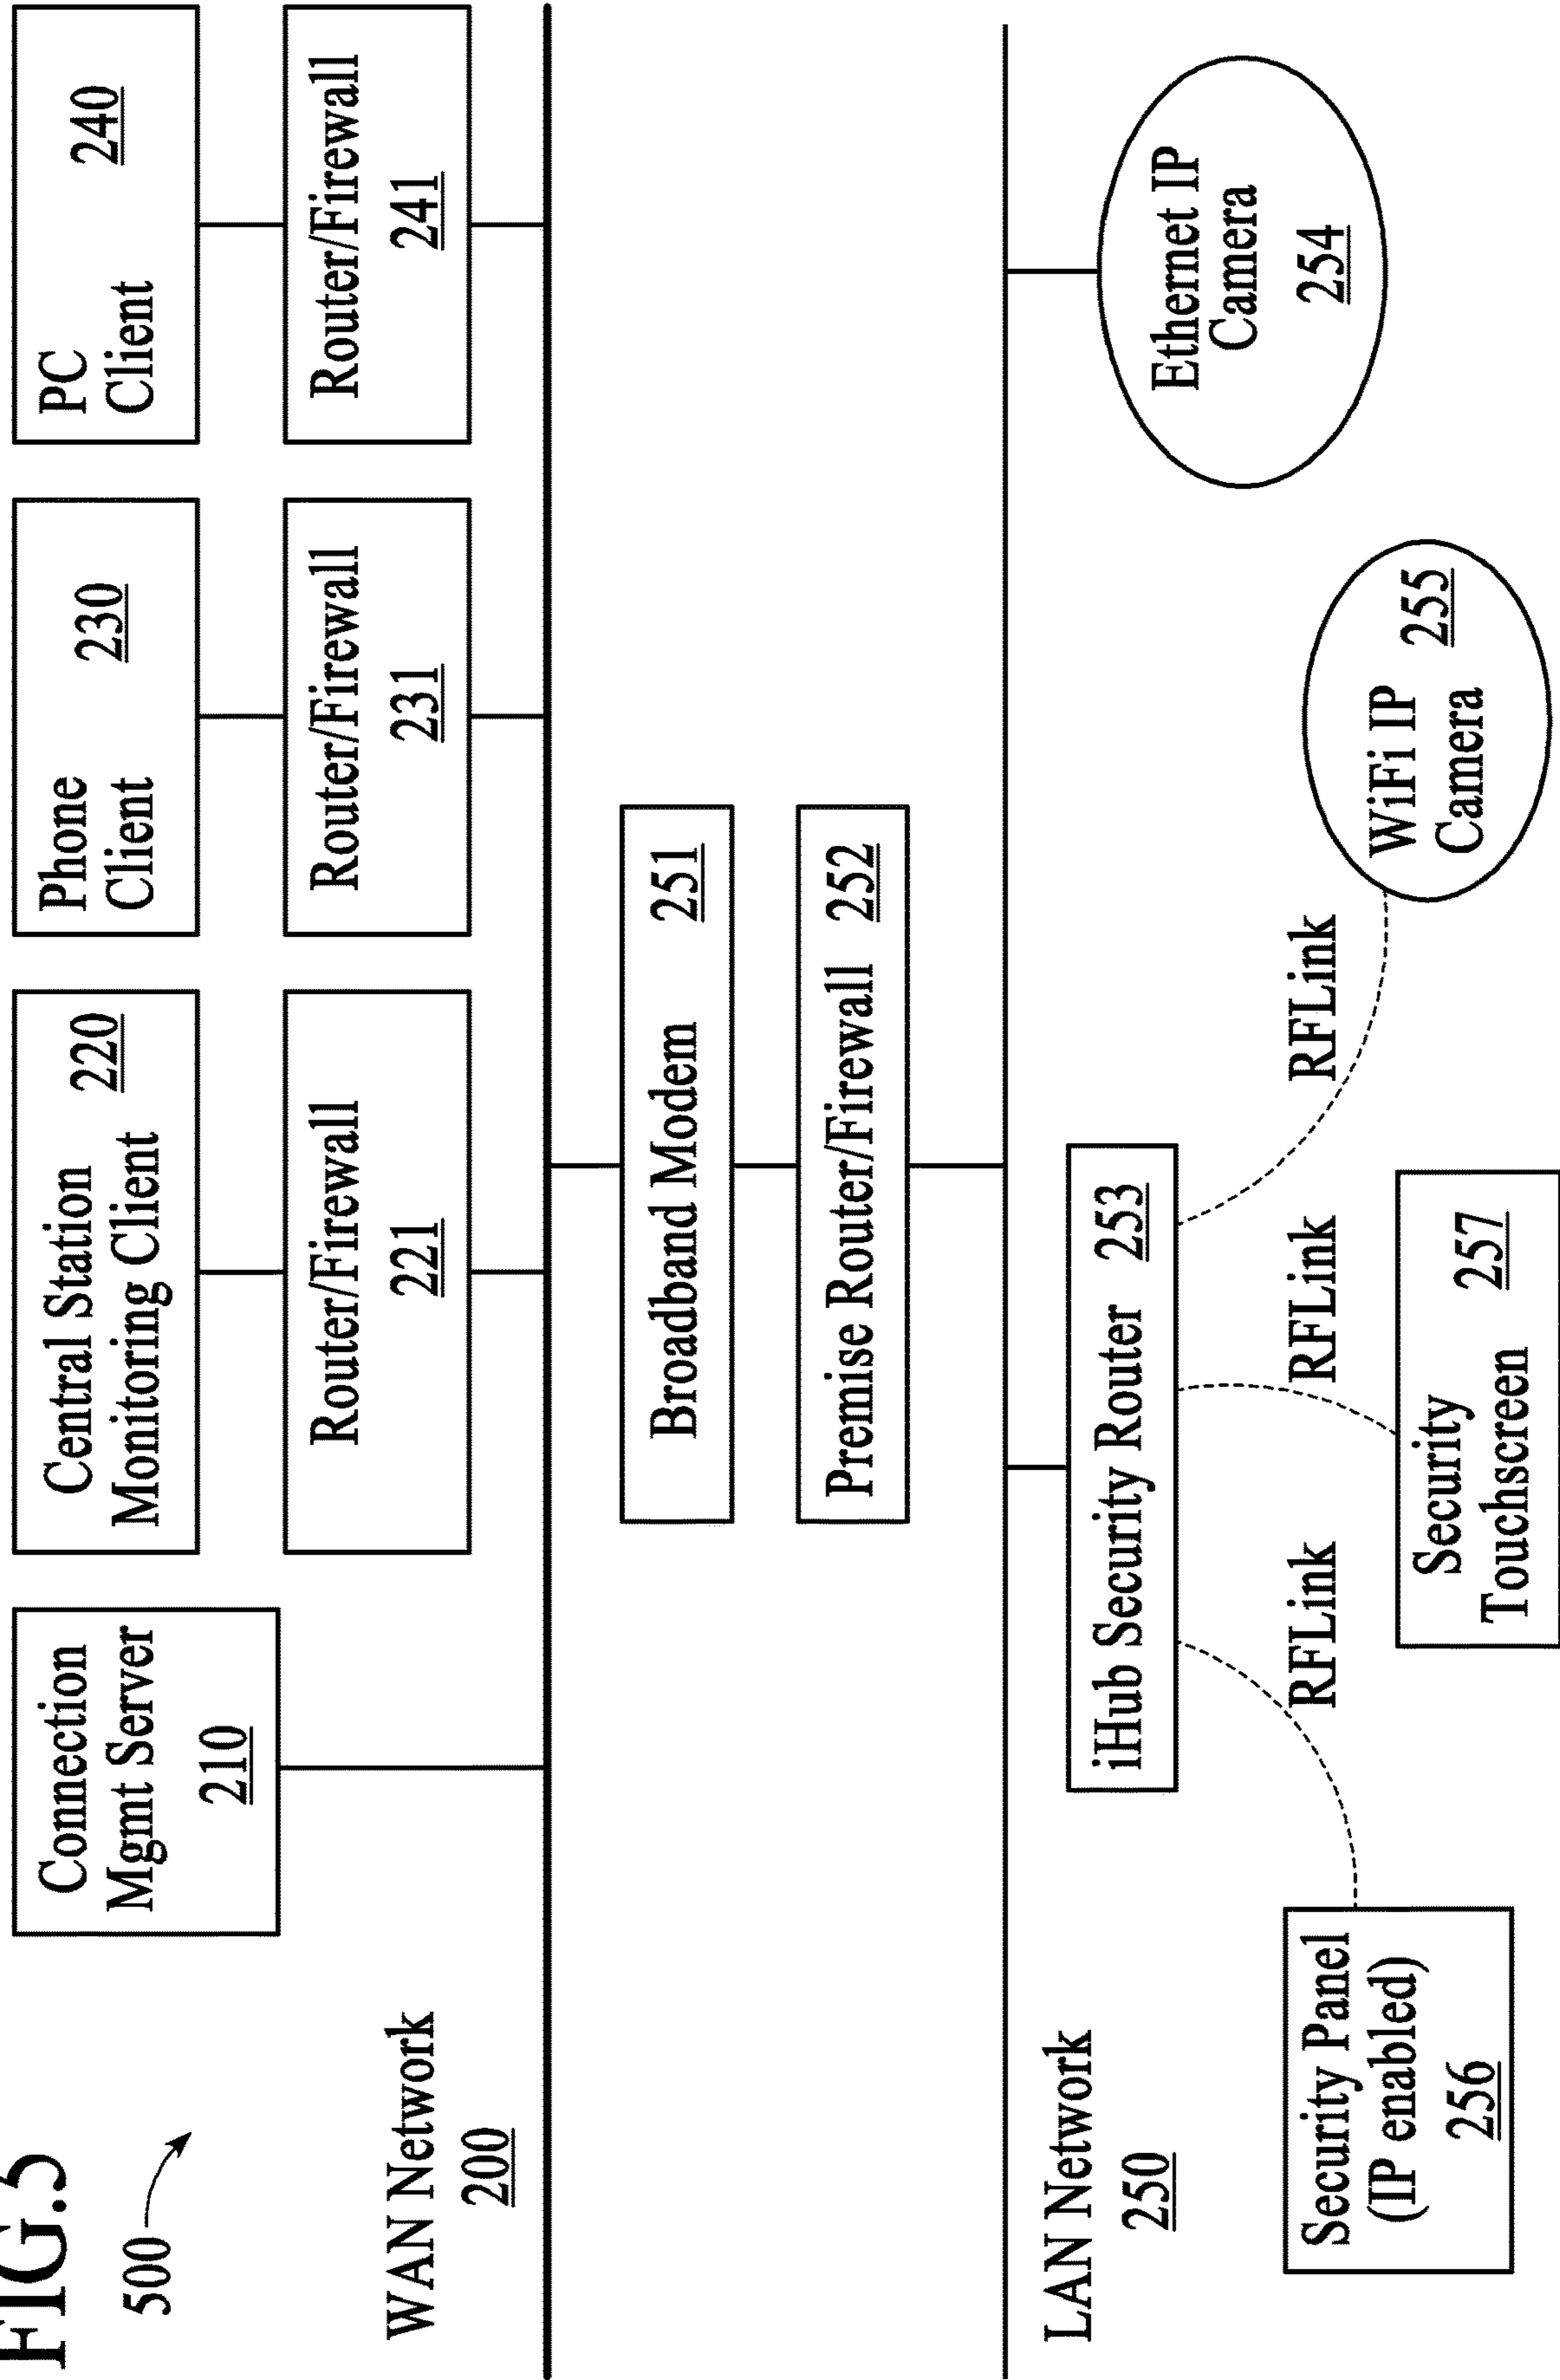 FIG.5
500
Connection
Mgmt Server
210
Central Station
Monitoring Client
220
Phone
Client
230
PC
Client
240
Router/Firewall
221
Router/Firewall
231
Router/Firewall
241
WAN Network
200
Broadband Modem 251
Premise Router/Firewall 252
LAN Network
250
iHub Security Router 253
Ethernet IP
Camera
254
RFLink
RFLink
RFLink
Security Panel
(IP enabled)
256
Security
Touchscreen
257
WiFi IP
Camera
255